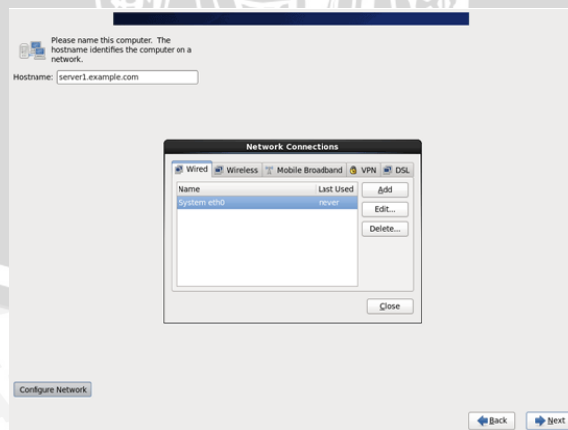 Please name this computer. The
hostname identifies the computer on a
network.
Hostname: server1.example.com
Network Connections
Wired Wireless Mobile Broadband VPN DSL
Name Last Used
System eth0 never
Add
Edit...
Delete...
Close
Configure Network
Back Next